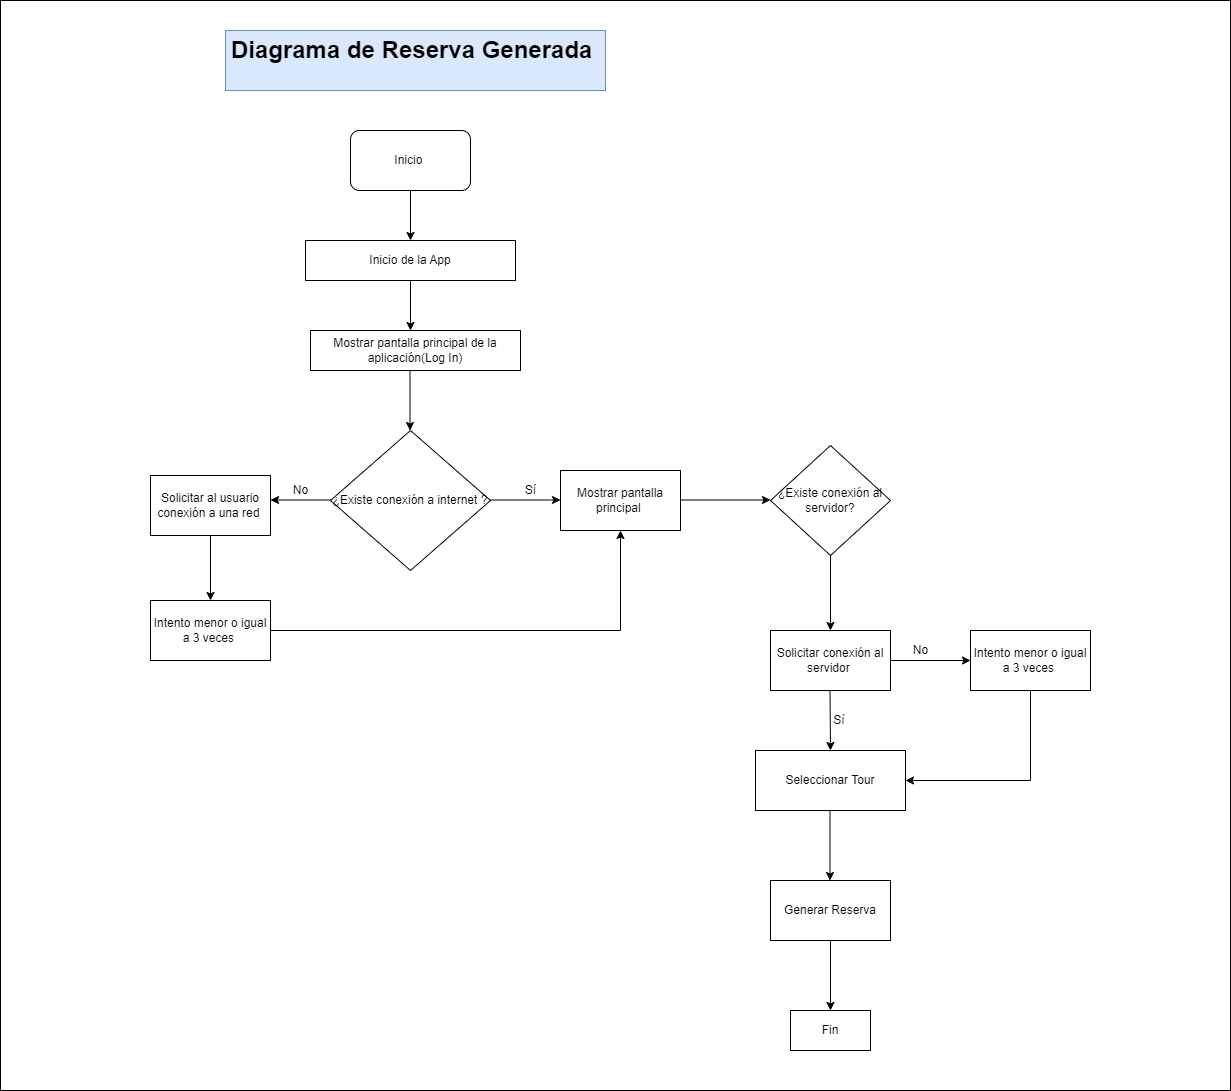 Diagrama de Reserva Generada
Inicio
Inicio de la App
Mostrar pantalla principal de la
aplicación(Log In)
¿Existe conexión a internet ?
No
Sí
Solicitar al usuario
conexión a una red
Intento menor o igual
a 3 veces
Mostrar pantalla
principal
¿Existe conexión al
servidor?
Solicitar conexión al
servidor
No
Intento menor o igual
a 3 veces
Sí
Seleccionar Tour
Generar Reserva
Fin